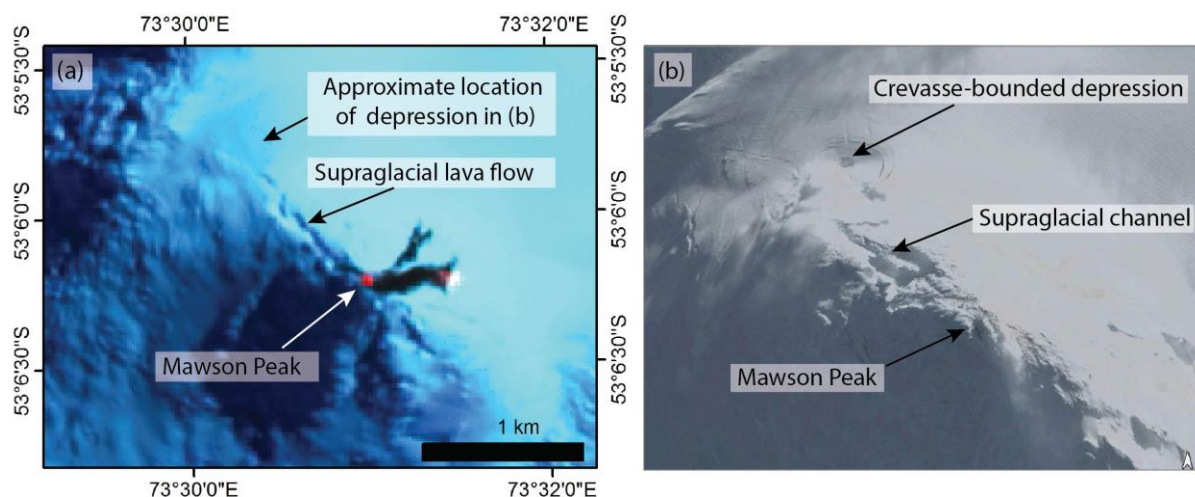 73°30'0"E
73°32'0"E
(a)
53°5'30"S
53°5'30"S
Approximate location
of depression in (b)
Supraglacial lava flow
53°6'0"S
53°6'0"S
Mawson Peak
53°6'30"S
53°6'30"S
1 km
73°30'0"E
73°32'0"E
(b)
Crevasse-bounded depression
Supraglacial channel
Mawson Peak